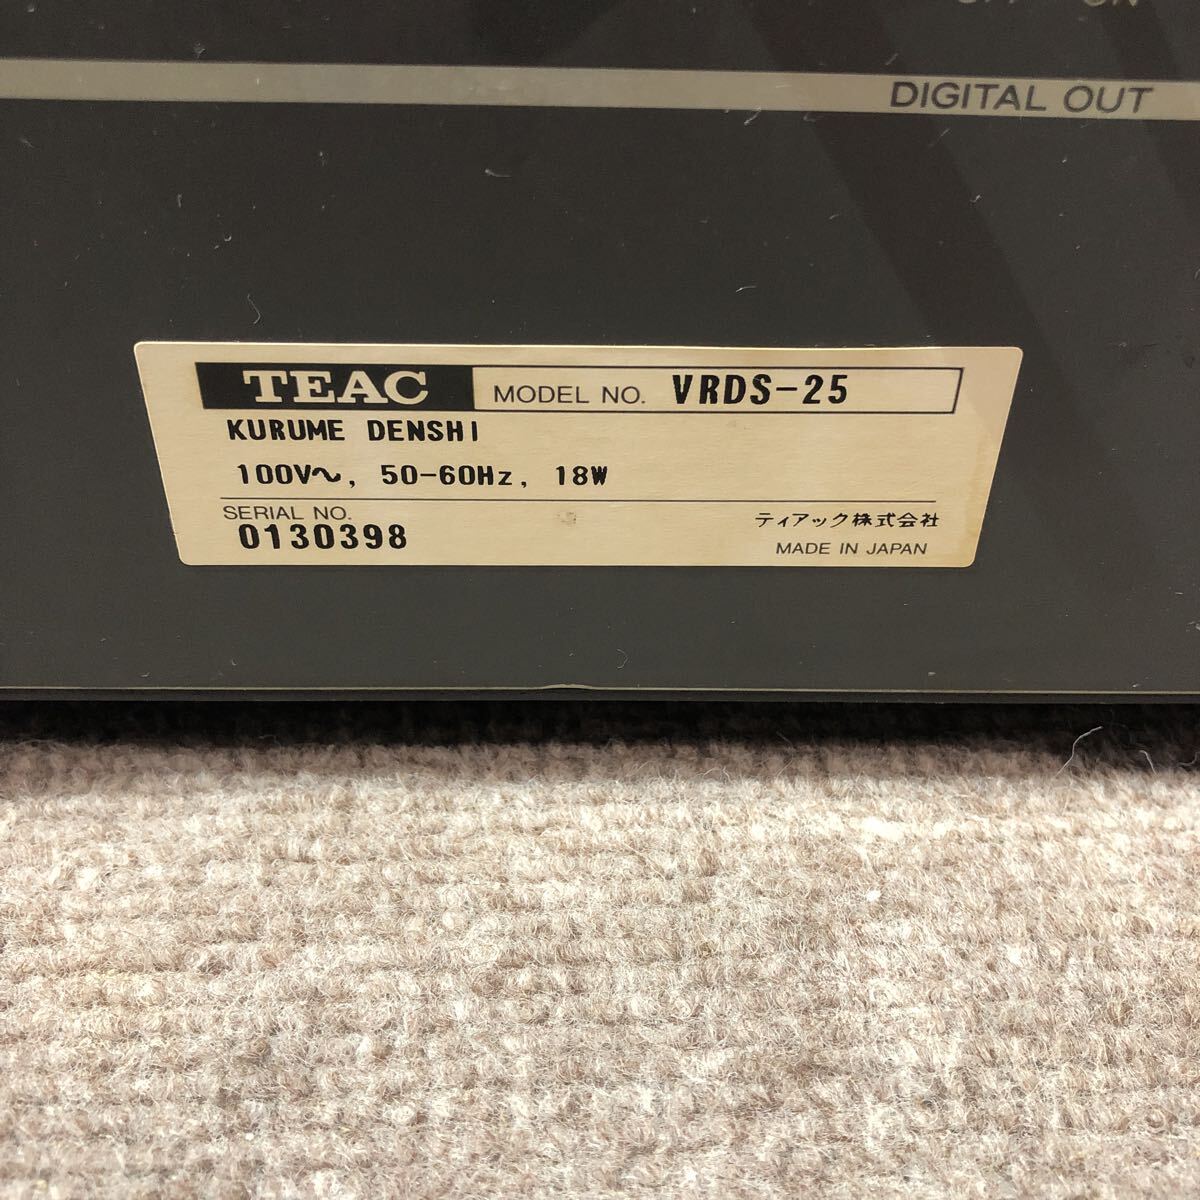 DIGITAL OUT
TEAC MODEL NO. VRDS-25
KURUME DENSHI
100V～, 50-60Hz, 18W
SERIAL NO.
0130398
ティアック株式会社
MADE IN JAPAN